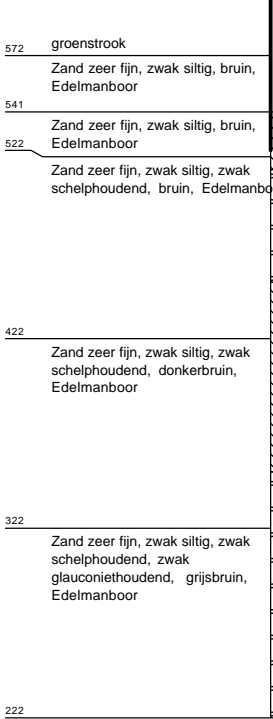 572 groenstrook
Zand zeer fijn, zwak siltig, bruin,
Edelmanboor
541
Zand zeer fijn, zwak siltig, bruin,
522 Edelmanboor
Zand zeer fijn, zwak siltig, zwak
schelphoudend, bruin, Edelmanbo
422
Zand zeer fijn, zwak siltig, zwak
schelphoudend, donkerbruin,
Edelmanboor
322
Zand zeer fijn, zwak siltig, zwak
schelphoudend, zwak
glauconiethoudend, grijsbruin,
Edelmanboor
222